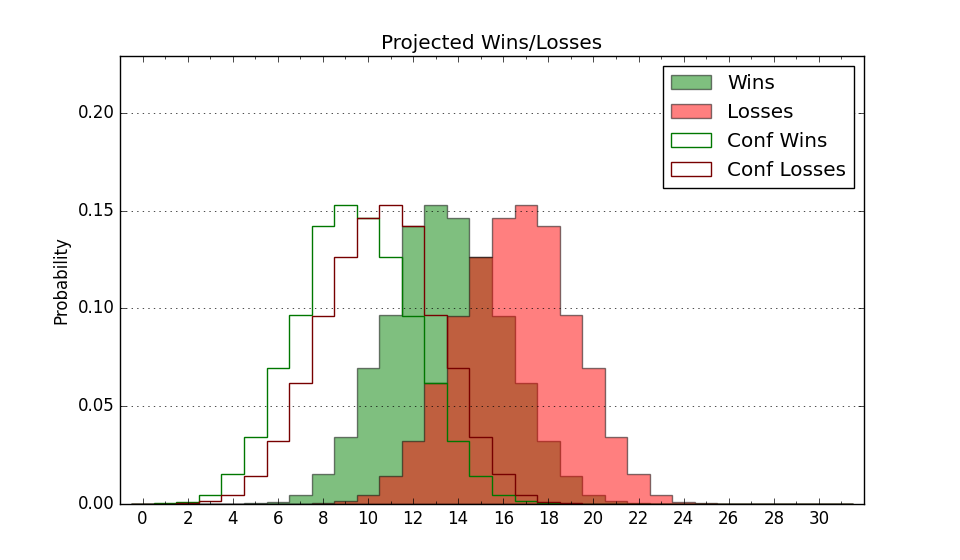 Projected Wins/Losses
Wins
Losses
Conf Wins
Conf Losses
Probability
0.20
0.15
0.10
0.05
0.00
0 2 4 6 8 10 12 14 16 18 20 22 24 26 28 30